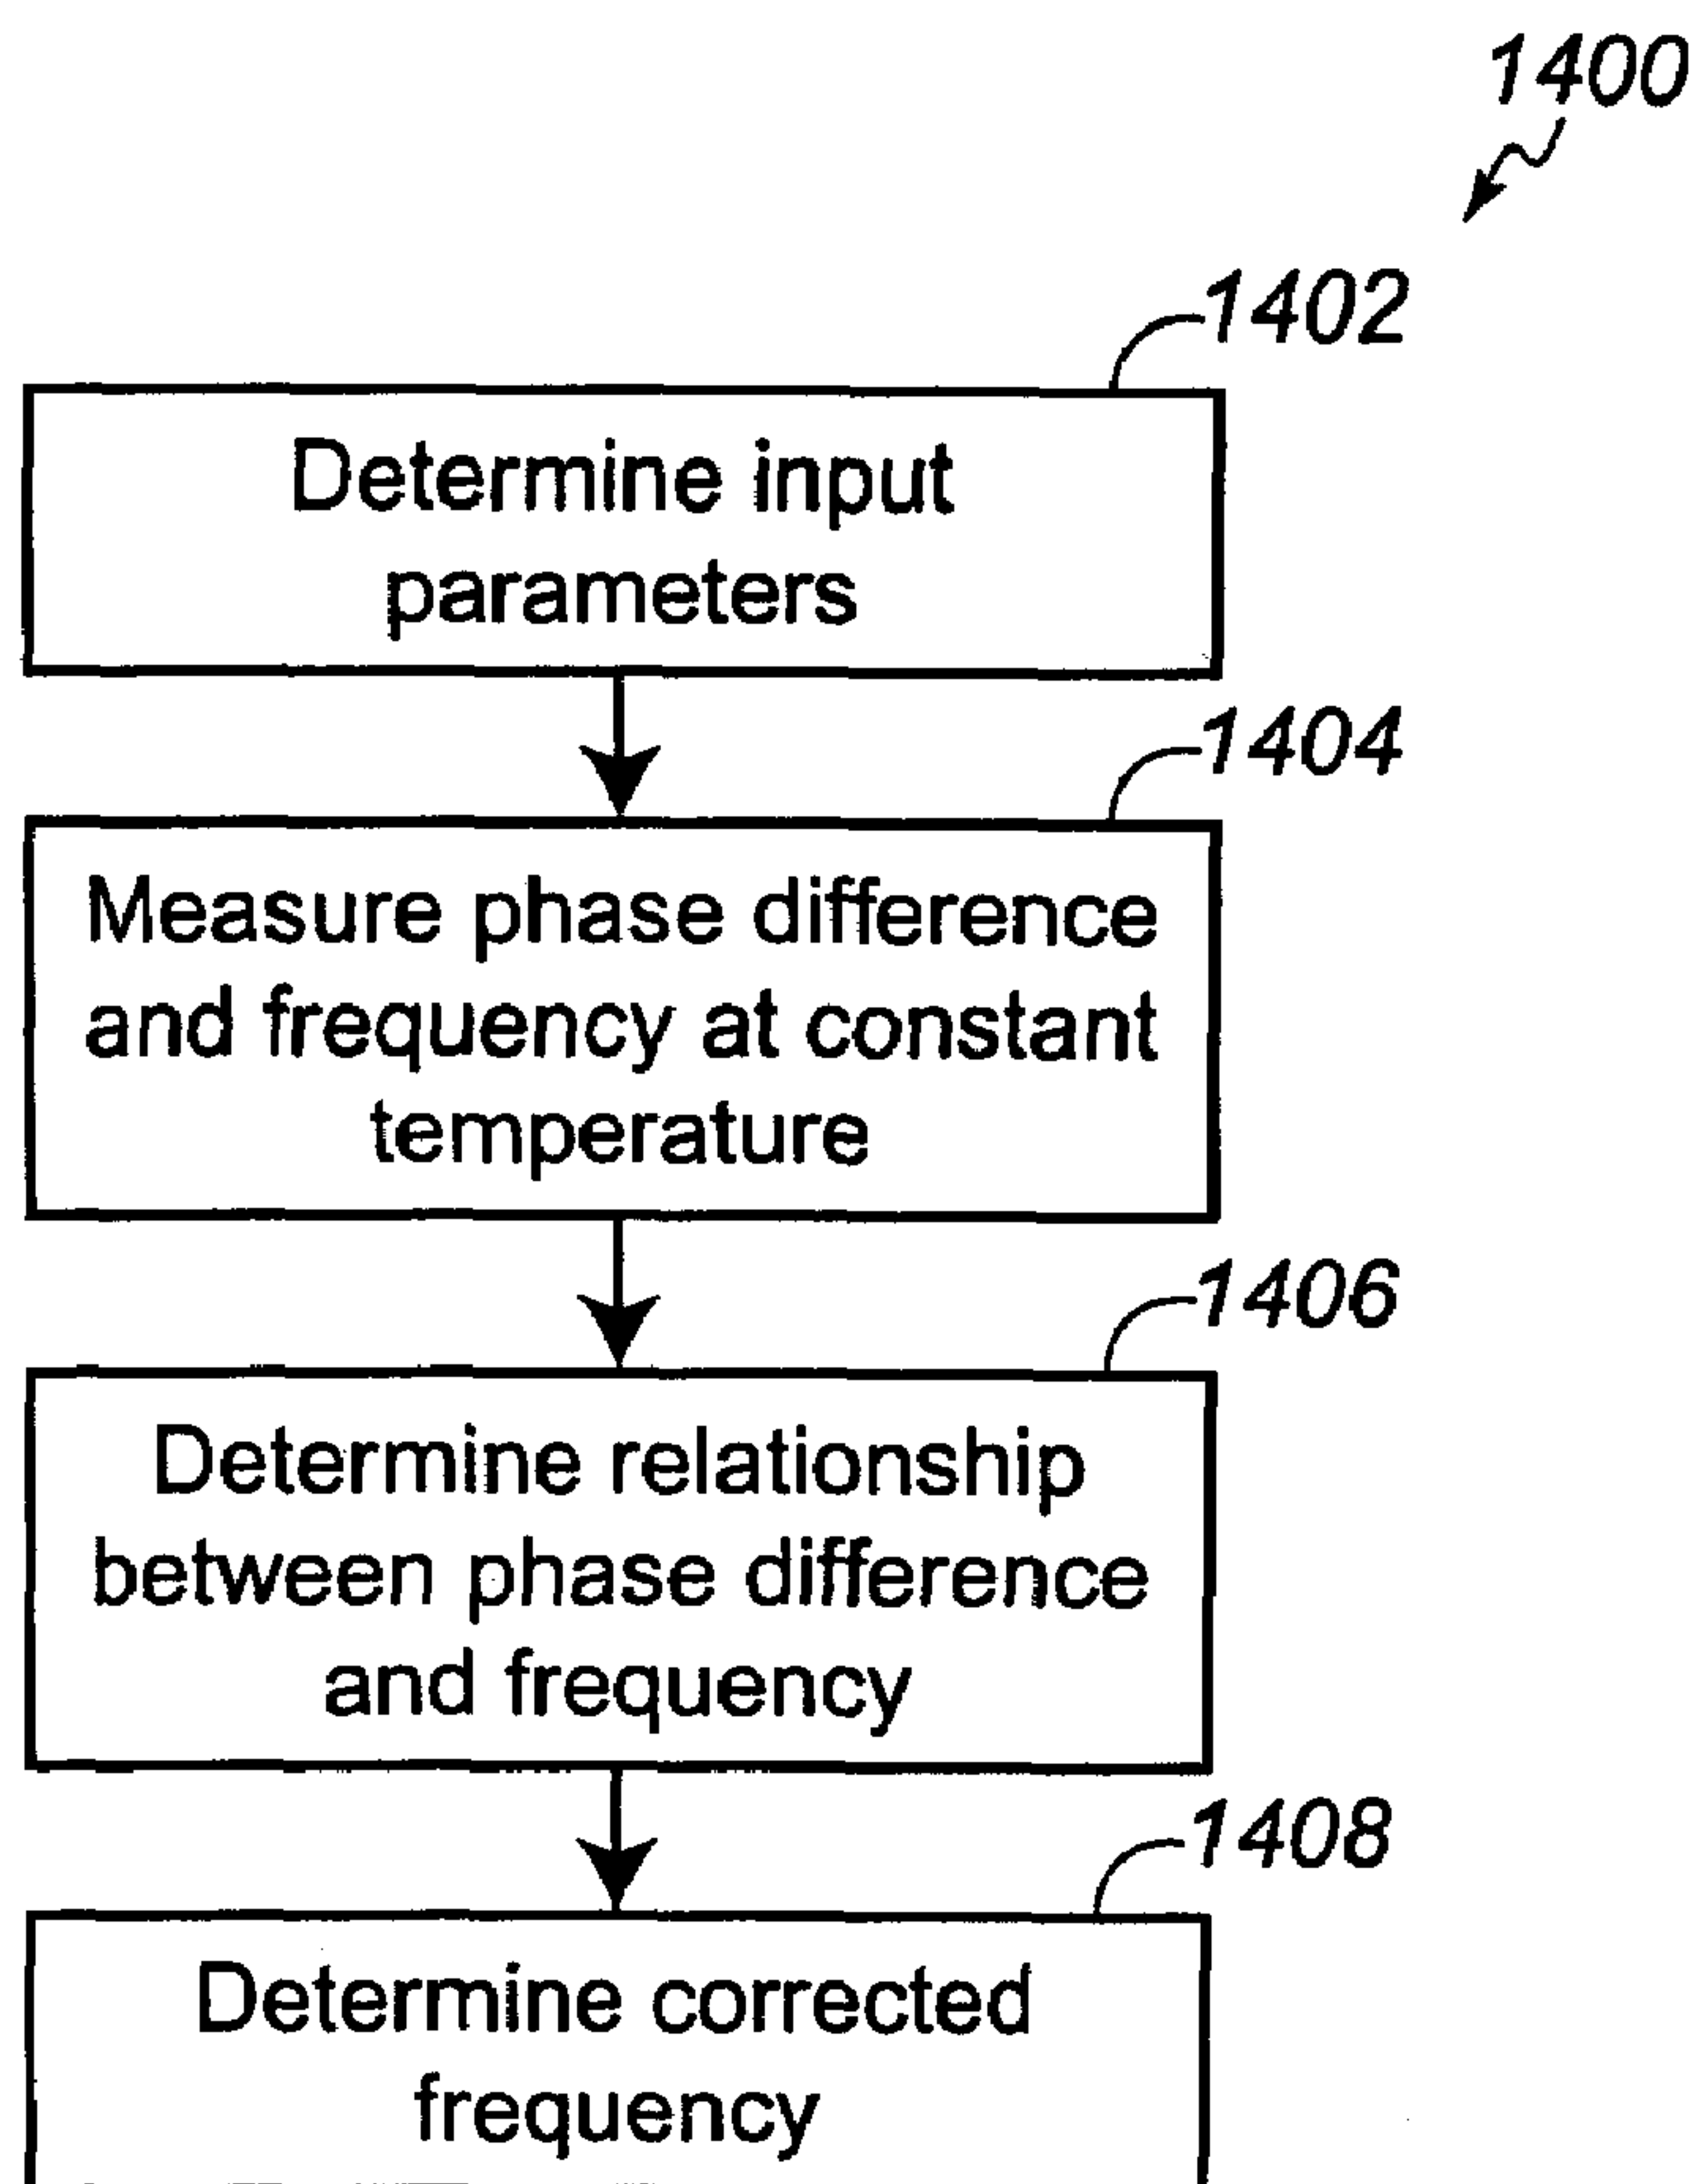 1400
1402
Determine input
parameters
1404
Measure phase difference
and frequency at constant
temperature
1406
Determine relationship
between phase difference
and frequency
1408
Determine corrected
frequency